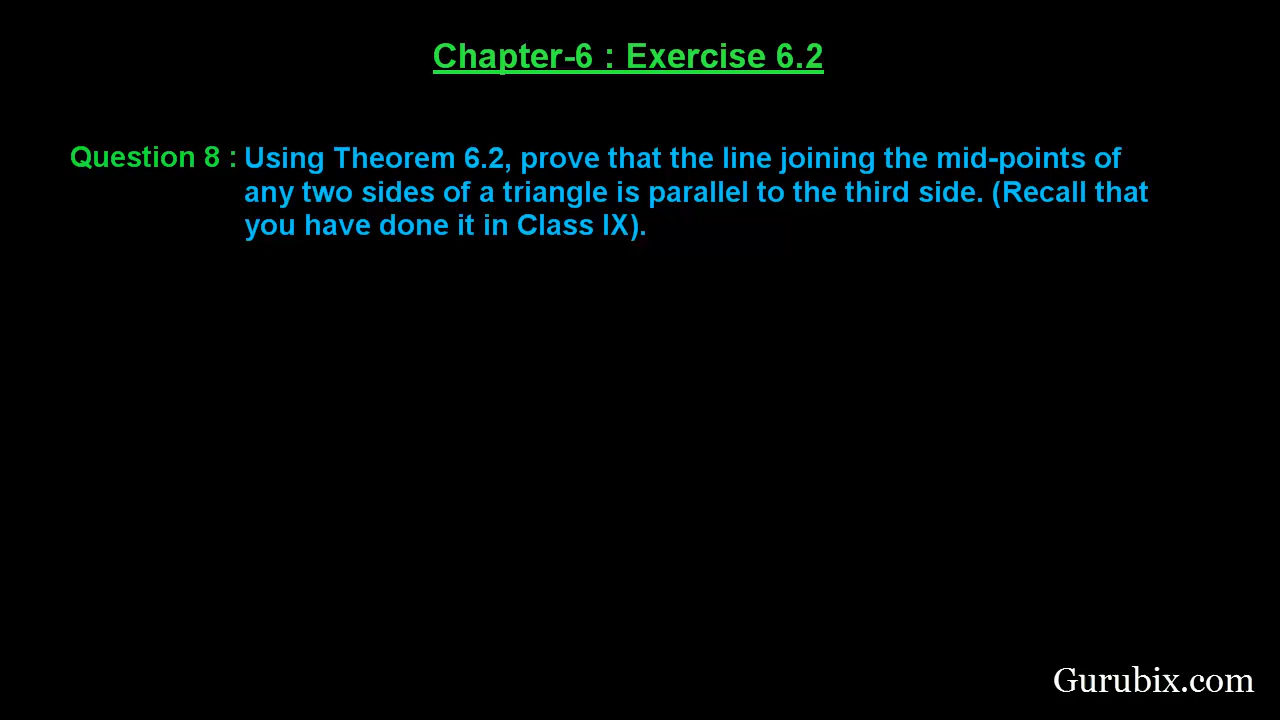 Chapter-6 : Exercise 6.2
Question 8 : Using Theorem 6.2, prove that the line joining the mid-points of
any two sides of a triangle is parallel to the third side. (Recall that
you have done it in Class IX).
Gurubix.com